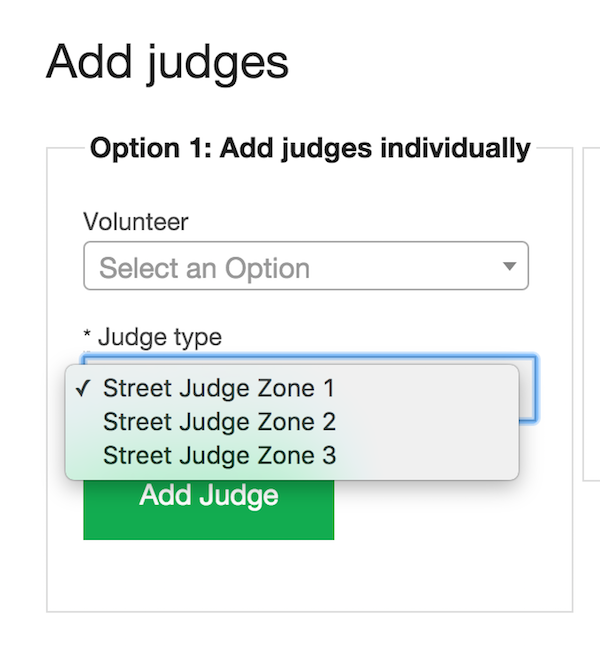 Add judges
Option 1: Add judges individually
Volunteer
Select an Option
* Judge type
✓ Street Judge Zone 1
Street Judge Zone 2
Street Judge Zone 3
Add Judge